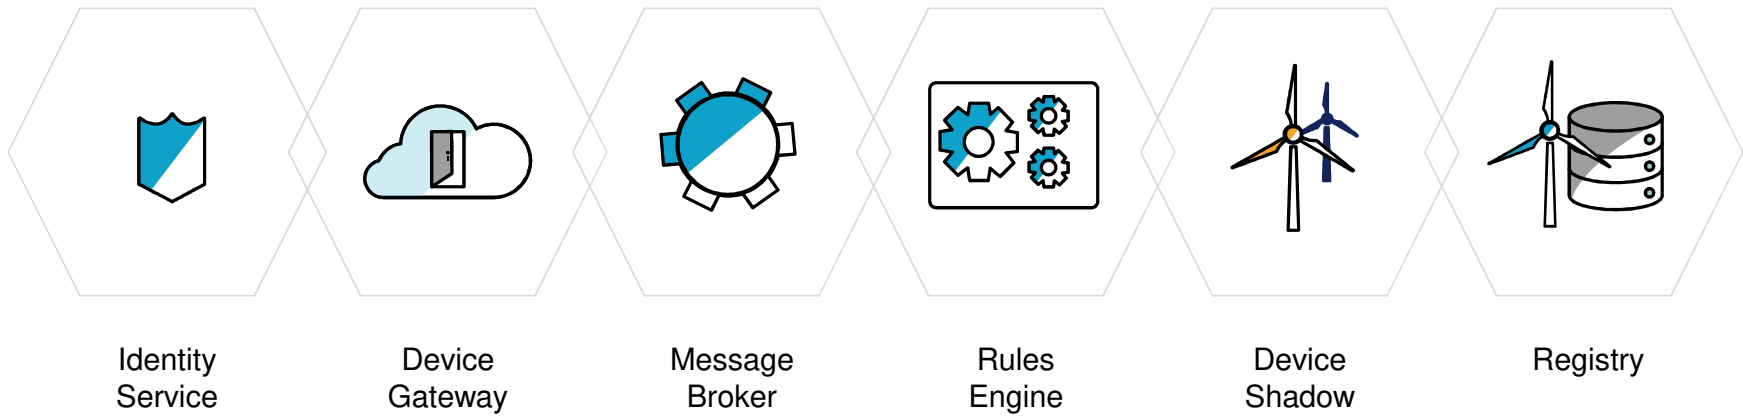 Identity
Service
Device
Gateway
Message
Broker
Rules
Engine
Device
Shadow
Registry